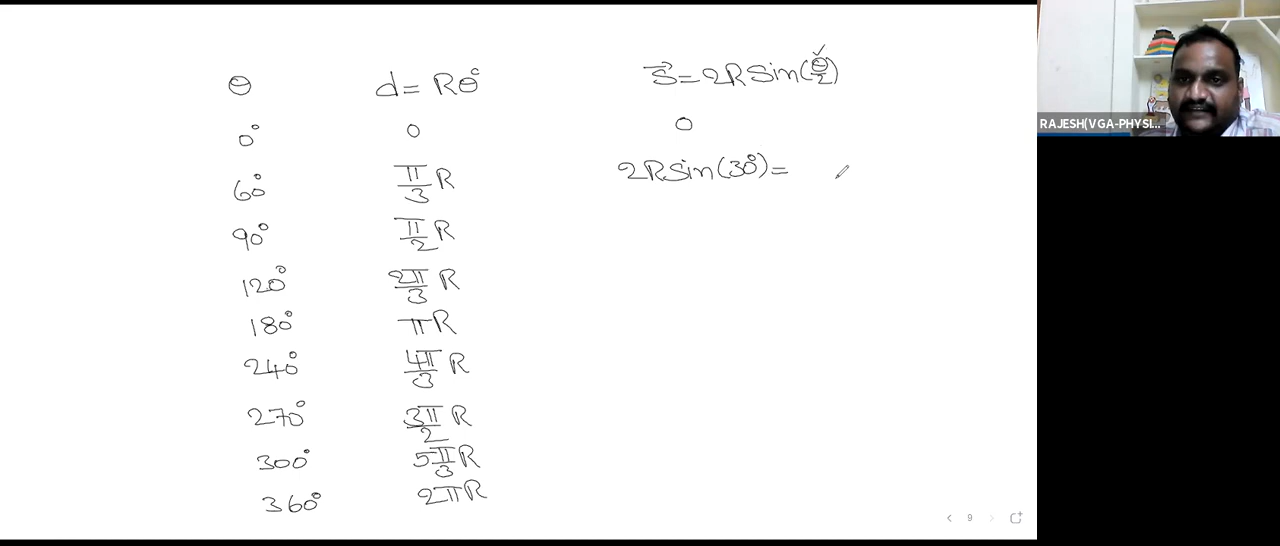 θ d = Rθ° S⃗ = 2R Sin(θ/2)
0° 0 0
60° π/3 R 2R Sin(30°) =
90° π/2 R
120° 2π/3 R
180° πR
240° 4π/3 R
270° 3π/2 R
300° 5π/3 R
360° 2πR
RAJESH(VGA-PHYSI...
9